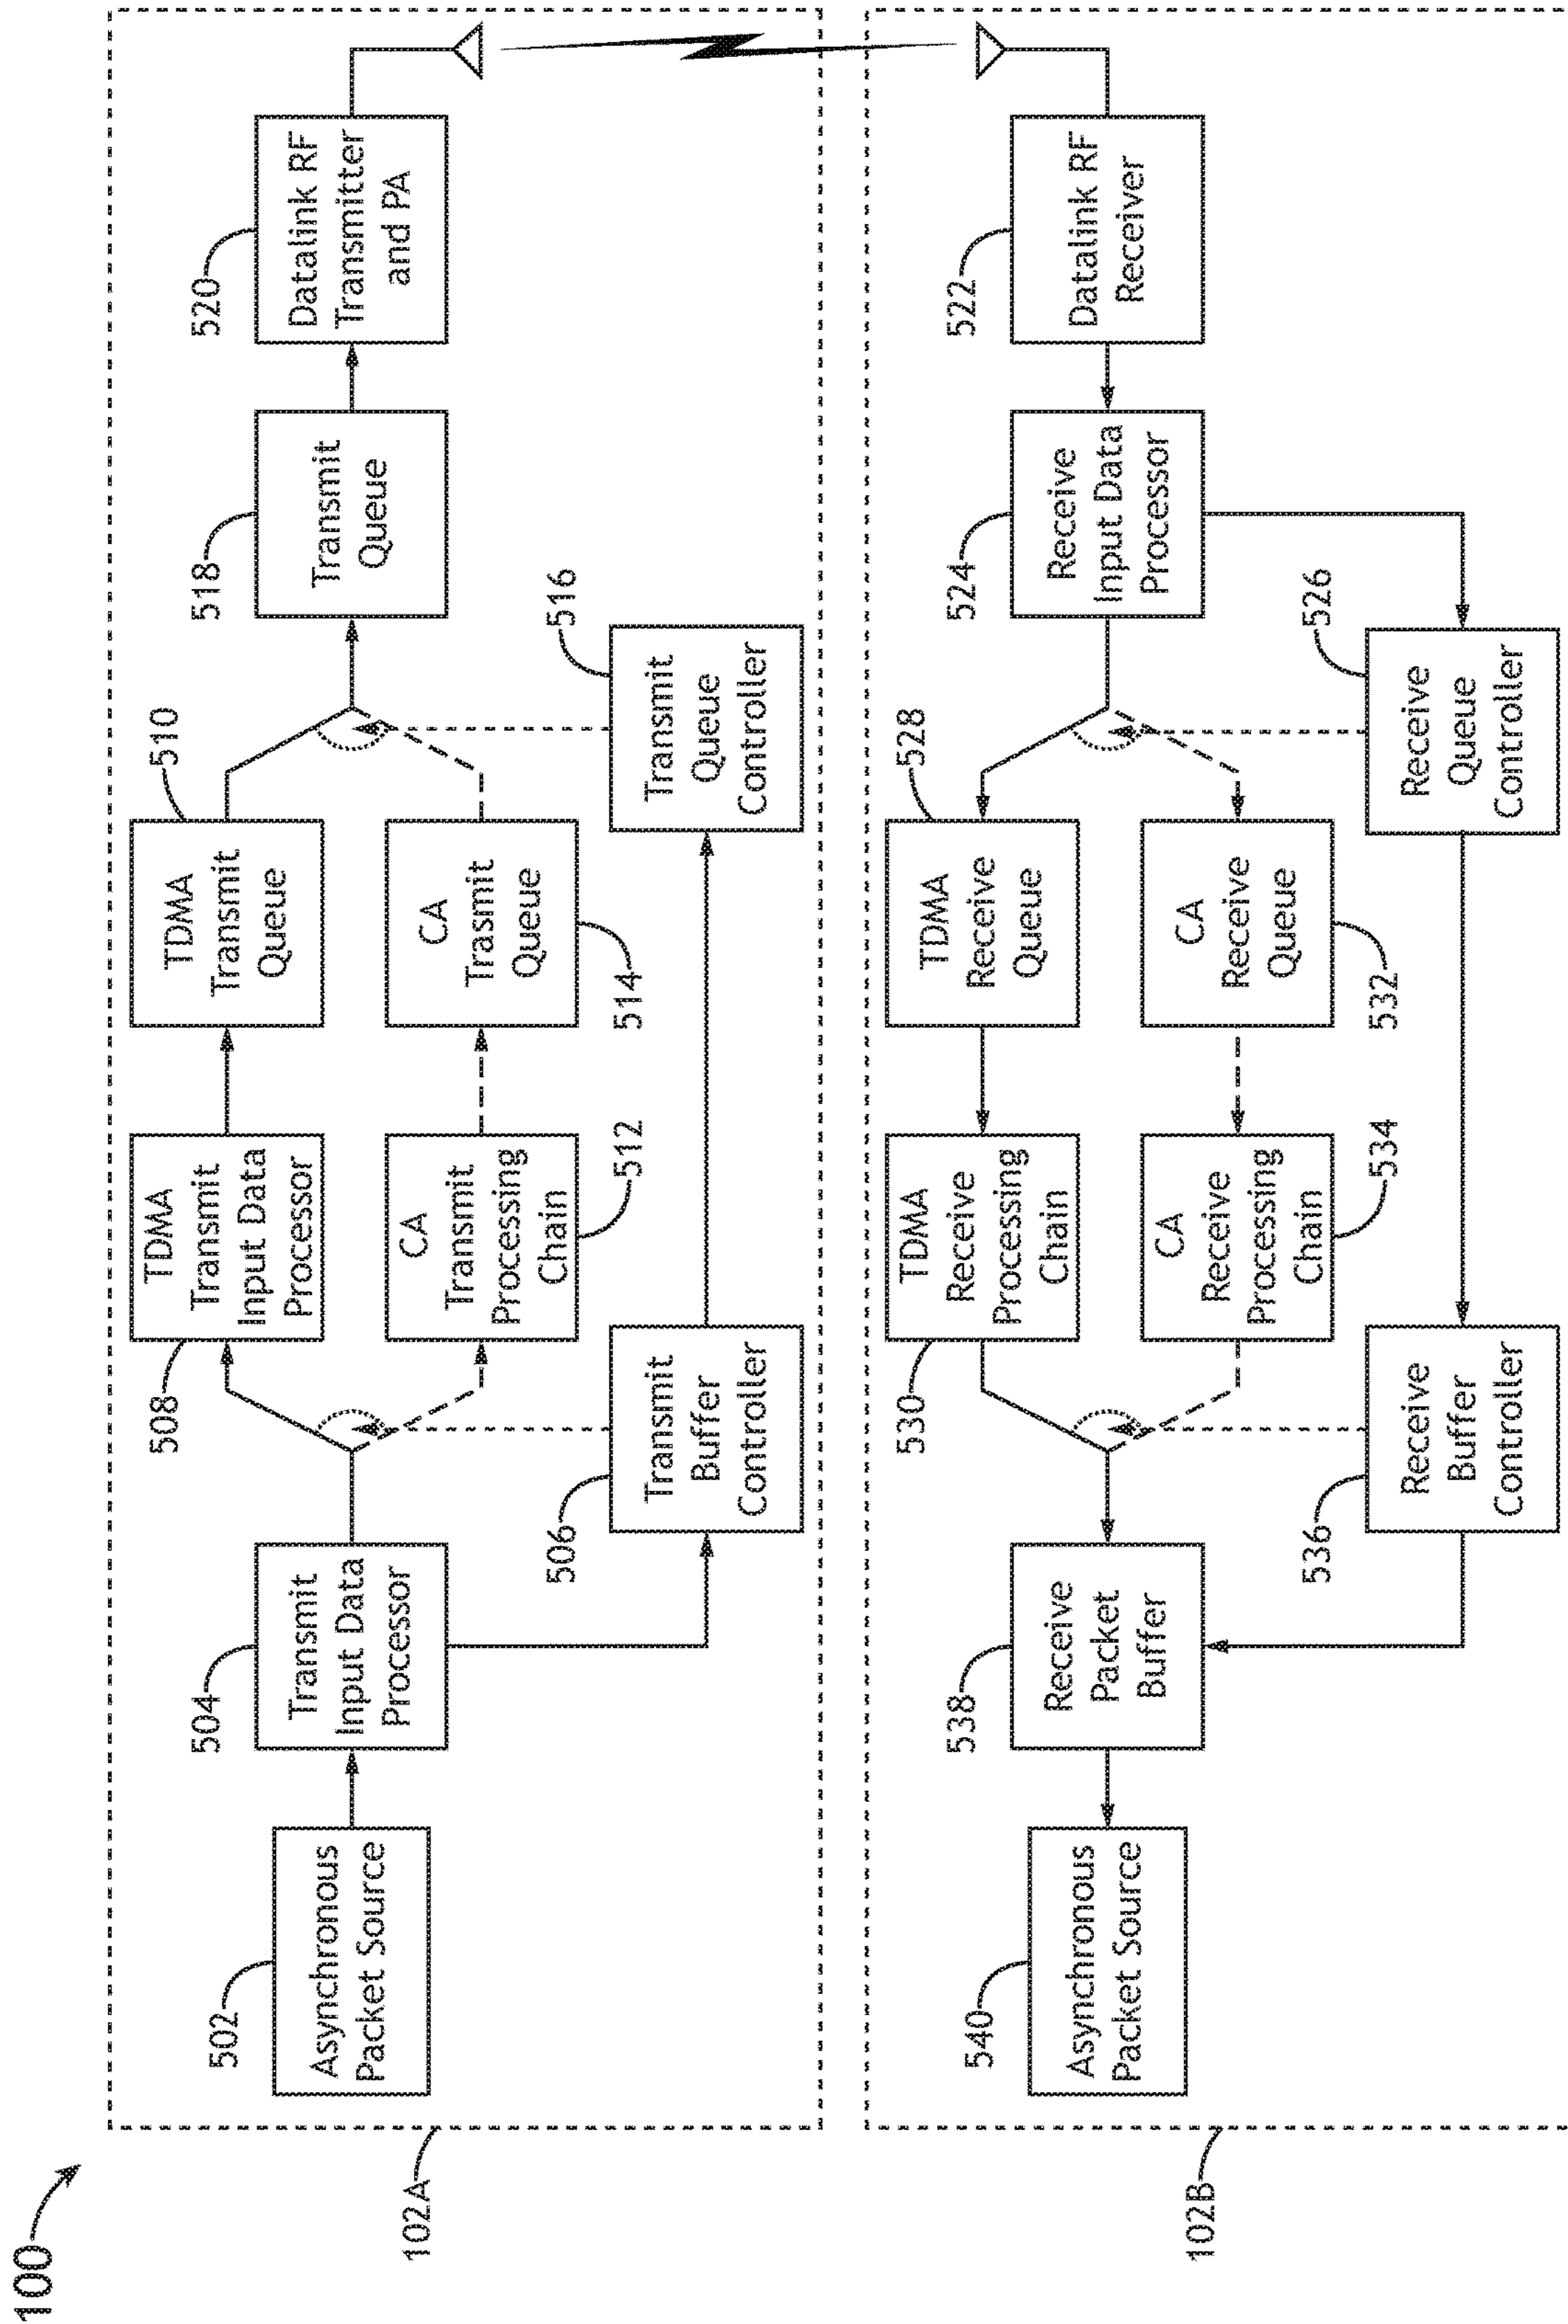 100
102A
502
Asynchronous
Packet Source
504
Transmit
Input Data
Processor
506
Transmit
Buffer
Controller
508
TDMA
Transmit
Input Data
Processor
510
TDMA
Transmit
Queue
CA
Transmit
Processing
Chain
512
CA
Trasmit
Queue
514
516
Transmit
Queue
Controller
518
Transmit
Queue
520
Datalink RF
Transmitter
and PA
102B
522
Datalink RF
Receiver
524
Receive
Input Data
Processor
526
Receive
Queue
Controller
528
TDMA
Receive
Queue
530
TDMA
Receive
Processing
Chain
CA
Receive
Queue
532
CA
Receive
Processing
Chain
534
536
Receive
Buffer
Controller
538
Receive
Packet
Buffer
540
Asynchronous
Packet Source